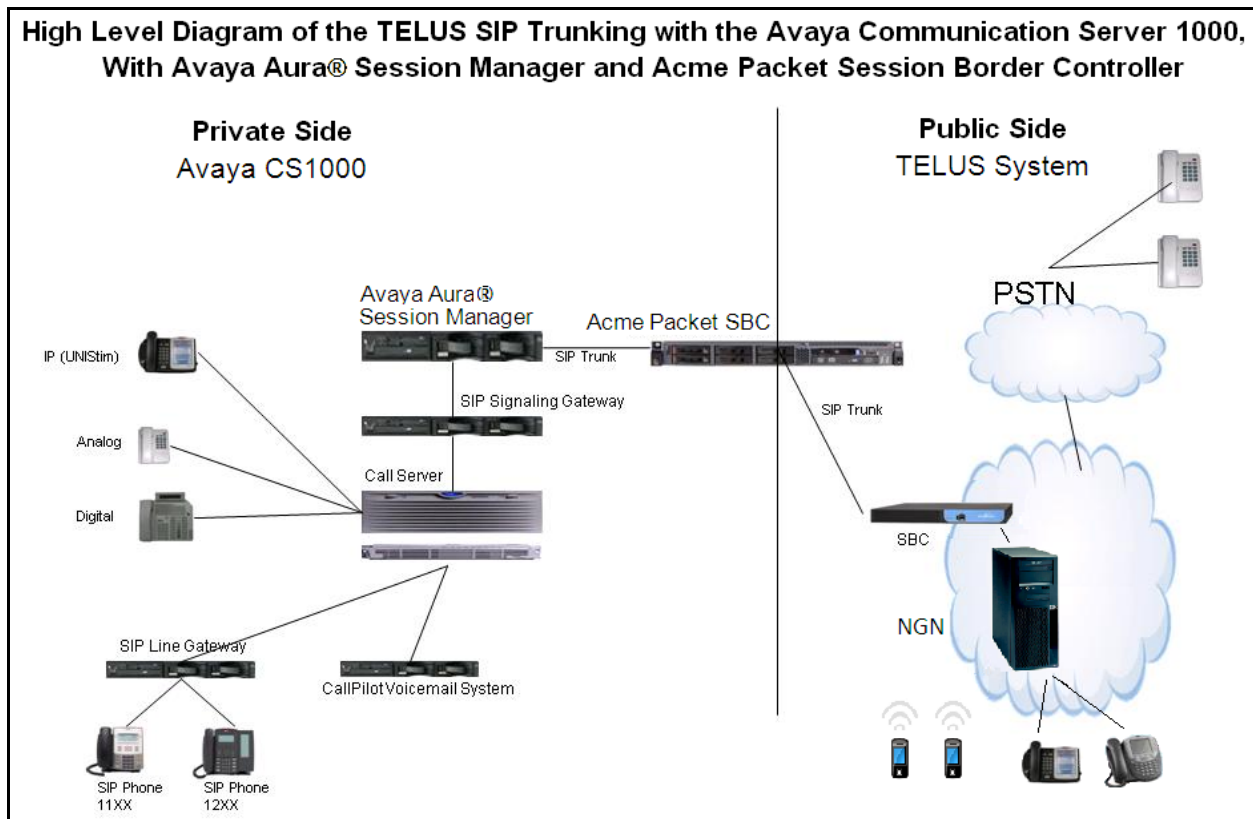 High Level Diagram of the TELUS SIP Trunking with the Avaya Communication Server 1000,
With Avaya Aura® Session Manager and Acme Packet Session Border Controller
Private Side
Avaya CS1000
Public Side
TELUS System
PSTN
Avaya Aura®
Session Manager
Acme Packet SBC
IP (UNIStim)
SIP Trunk
SIP Signaling Gateway
SIP Trunk
Analog
Call Server
Digital
SBC
NGN
SIP Line Gateway
CallPilot Voicemail System
SIP Phone
11XX
SIP Phone
12XX